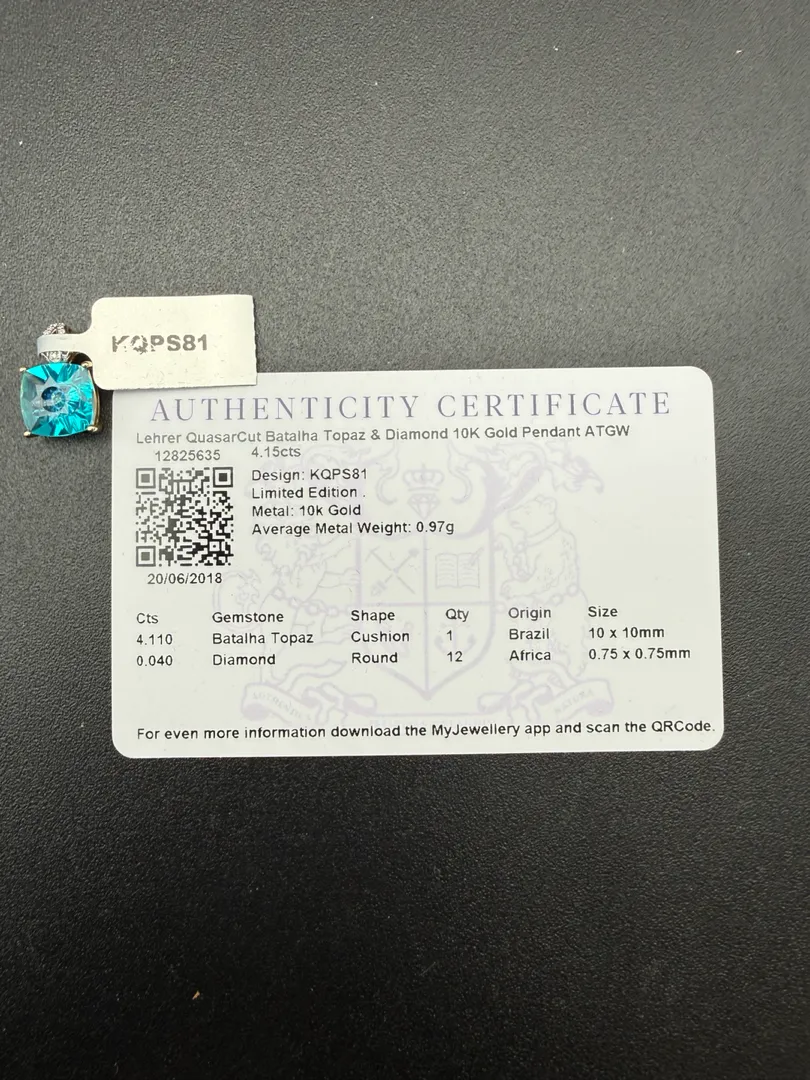 KQPS81
AUTHENTICITY CERTIFICATE
Lehrer QuasarCut Batalha Topaz & Diamond 10K Gold Pendant ATGW
12825635 4.15cts
Design: KQPS81
Limited Edition .
Metal: 10k Gold
Average Metal Weight: 0.97g
20/06/2018
Cts Gemstone Shape Qty Origin Size
4.110 Batalha Topaz Cushion 1 Brazil 10 x 10mm
0.040 Diamond Round 12 Africa 0.75 x 0.75mm
For even more information download the MyJewellery app and scan the QRCode.